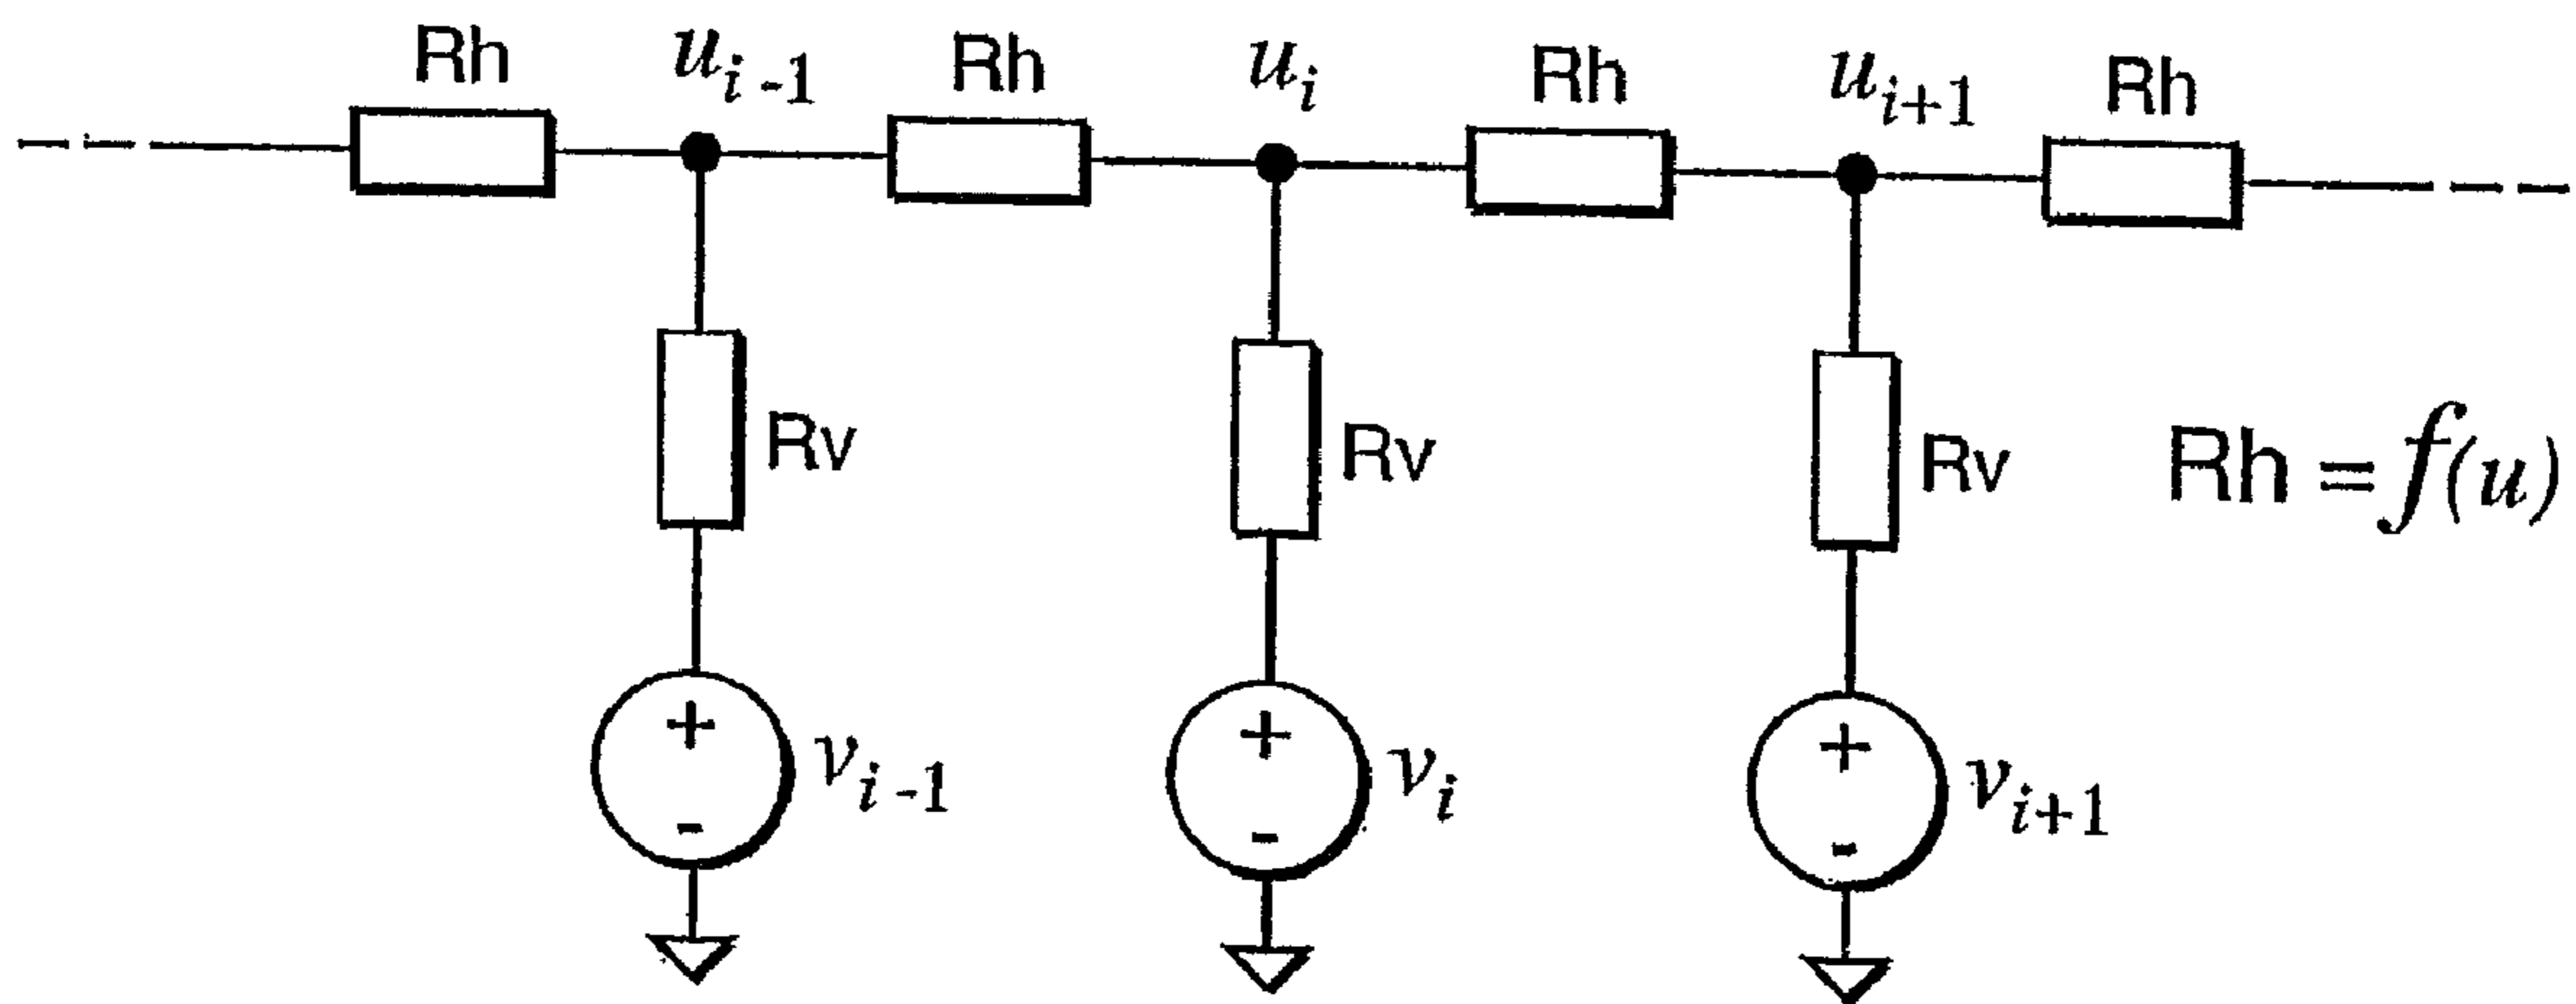 Rh
u_{i-1}
Rh
u_i
Rh
u_{i+1}
Rh
Rv
Rv
Rv
Rh = f(u)
+
-
v_{i-1}
+
-
v_i
+
-
v_{i+1}